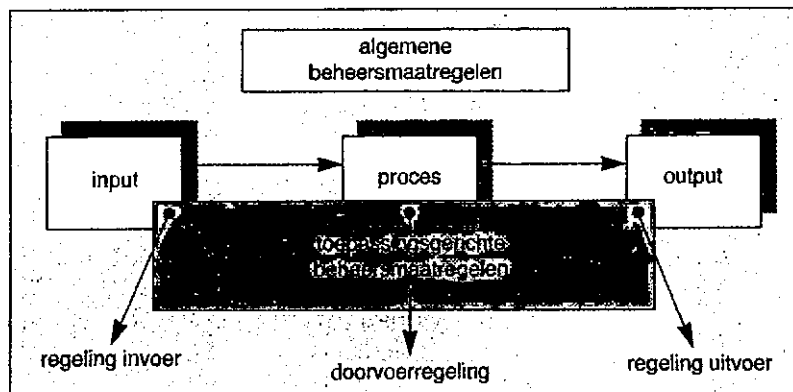 algemene
beheersmaatregelen
input
proces
output
toepassingsgerichte
beheersmaatregelen
regeling invoer
doorvoerregeling
regeling uitvoer